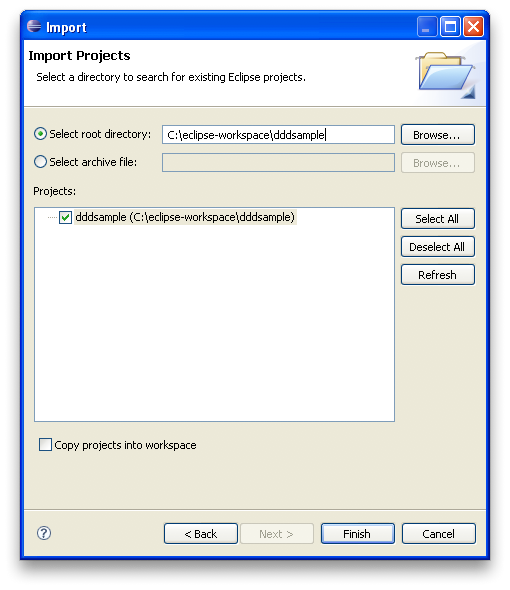 Import
Import Projects
Select a directory to search for existing Eclipse projects.
Select root directory: C:\eclipse-workspace\dddsample Browse...
Select archive file: Browse...
Projects:
dddsample (C:\eclipse-workspace\dddsample)
Select All
Deselect All
Refresh
Copy projects into workspace
? < Back Next > Finish Cancel